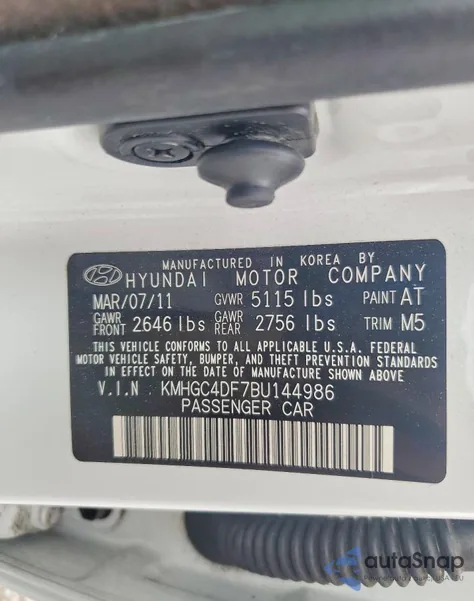 MANUFACTURED IN KOREA BY
HYUNDAI MOTOR COMPANY
MAR/07/11 GVWR 5115 lbs PAINT AT
GAWR FRONT 2646 lbs GAWR REAR 2756 lbs TRIM M5
THIS VEHICLE CONFORMS TO ALL APPLICABLE U.S.A. FEDERAL
MOTOR VEHICLE SAFETY, BUMPER, AND THEFT PREVENTION STANDARDS
IN EFFECT ON THE DATE OF MANUFACTURE SHOWN ABOVE.
V.I.N KMHGC4DF7BU144986
PASSENGER CAR
autoSnap